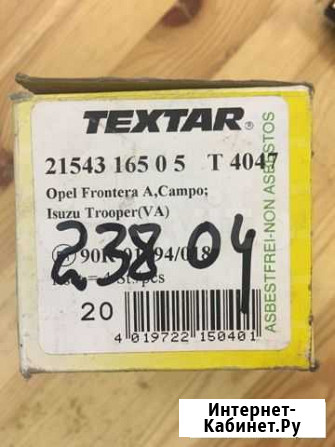 TEXTAR®
21543 165 0 5 T 4047
Opel Frontera A,Campo;
Isuzu Trooper(VA)
238 04
20
4 019722 150401
ASBESTFREI-NON ASBESTOS
Интернет-
Кабинет.Ру